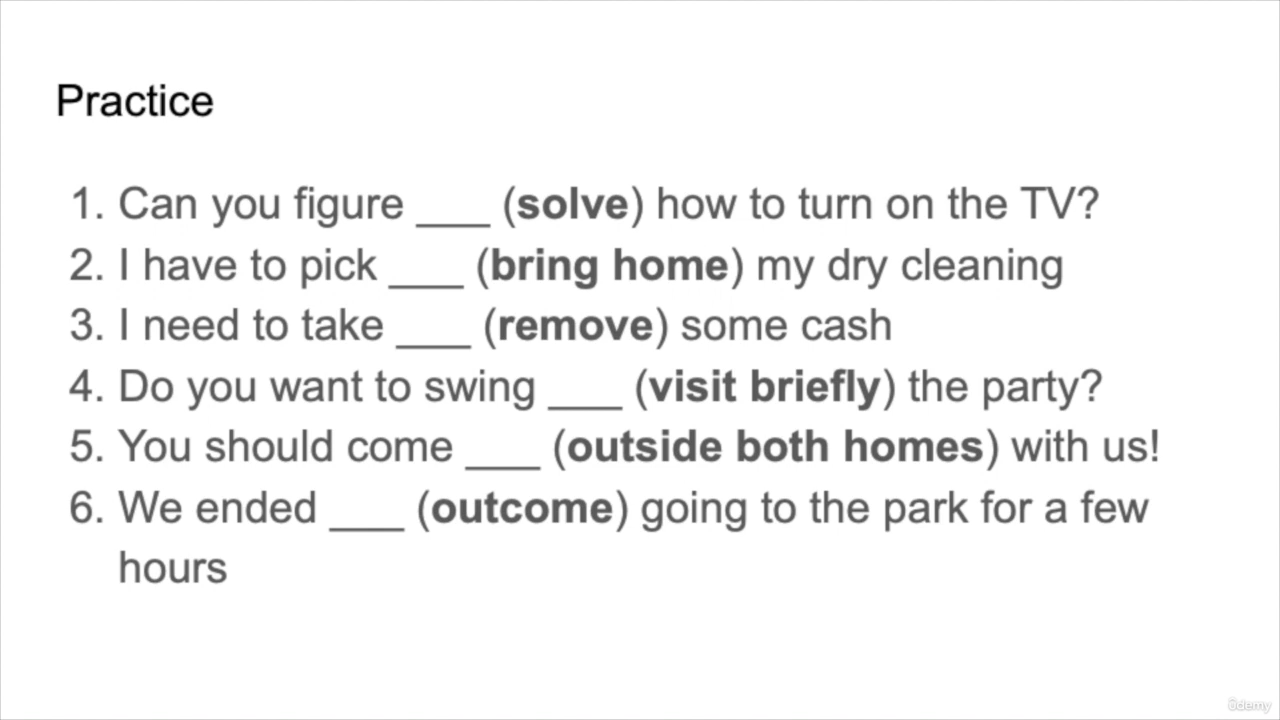 Practice
1. Can you figure ___ (solve) how to turn on the TV?
2. I have to pick ___ (bring home) my dry cleaning
3. I need to take ___ (remove) some cash
4. Do you want to swing ___ (visit briefly) the party?
5. You should come ___ (outside both homes) with us!
6. We ended ___ (outcome) going to the park for a few
hours
ûdemy